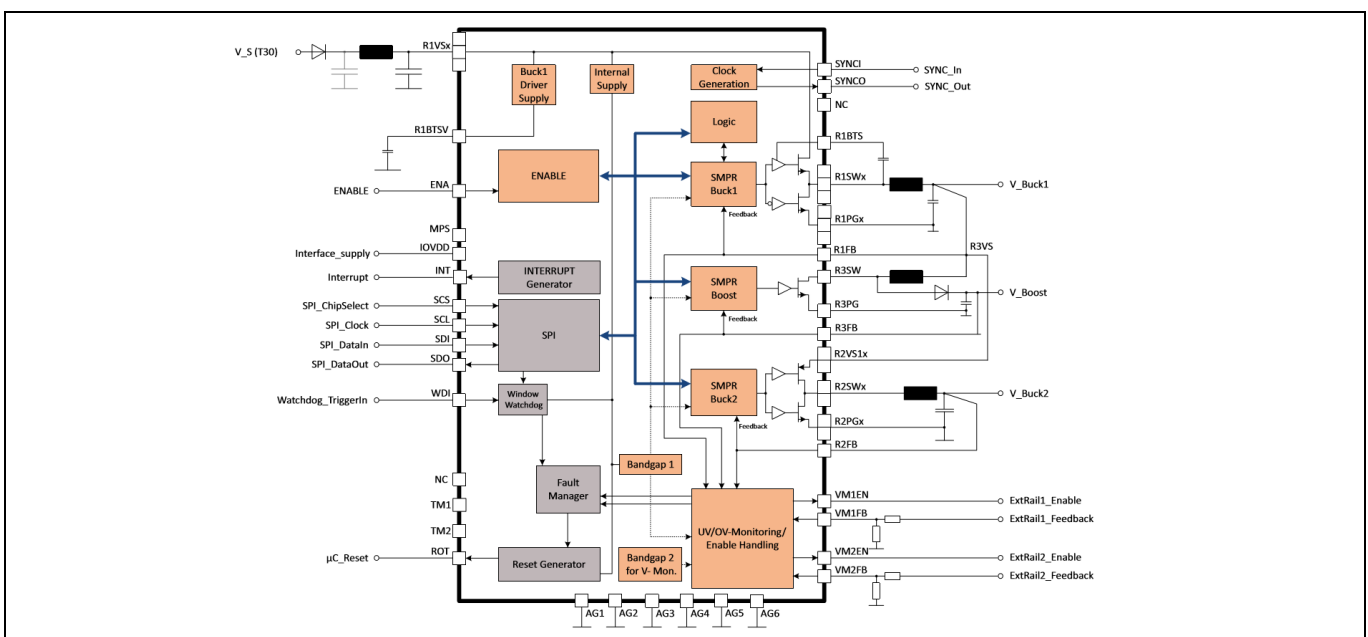 V_S (T30)
R1VSx
Buck1
Driver
Supply
Internal
Supply
Clock
Generation
SYNCI
SYNC_In
SYNCO
SYNC_Out
NC
Logic
R1BTSV
R1BTS
ENABLE
ENA
ENABLE
SMPR
Buck1
Feedback
R1SWx
V_Buck1
R1PGx
MPS
IOVDD
Interface_supply
R1FB
R3VS
INT
Interrupt
INTERRUPT
Generator
SMPR
Boost
Feedback
R3SW
V_Boost
R3PG
SCS
SPI_ChipSelect
SCL
SPI_Clock
SDI
SPI_DataIn
SDO
SPI_DataOut
SPI
R3FB
R2VS1x
WDI
Watchdog_TriggerIn
Window
Watchdog
SMPR
Buck2
Feedback
R2SWx
V_Buck2
R2PGx
R2FB
Bandgap 1
NC
TM1
TM2
Fault
Manager
VM1EN
ExtRail1_Enable
VM1FB
ExtRail1_Feedback
UV/OV-Monitoring/
Enable Handling
ROT
µC_Reset
Reset Generator
Bandgap 2
for V- Mon.
VM2EN
ExtRail2_Enable
VM2FB
ExtRail2_Feedback
AG1
AG2
AG3
AG4
AG5
AG6